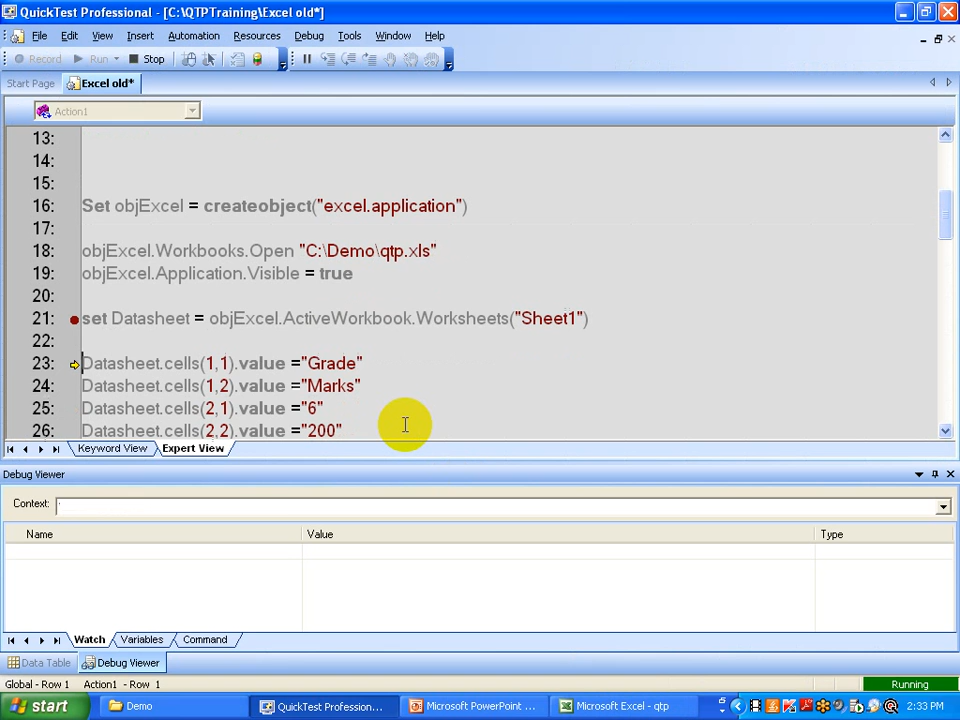 QuickTest Professional - [C:\QTPTraining\Excel old*]
File Edit View Insert Automation Resources Debug Tools Window Help
Record Run Stop
Start Page Excel old*
Action1
13:
14:
15:
16: Set objExcel = createobject("excel.application")
17:
18: objExcel.Workbooks.Open "C:\Demo\qtp.xls"
19: objExcel.Application.Visible = true
20:
21: set Datasheet = objExcel.ActiveWorkbook.Worksheets("Sheet1")
22:
23: Datasheet.cells(1,1).value ="Grade"
24: Datasheet.cells(1,2).value ="Marks"
25: Datasheet.cells(2,1).value ="6"
26: Datasheet.cells(2,2).value ="200"
Keyword View Expert View
Debug Viewer
Context:
Name Value Type
Watch Variables Command
Data Table Debug Viewer
Global - Row 1 Action1 - Row 1 Running
start Demo QuickTest Profession... Microsoft PowerPoint ... Microsoft Excel - qtp 2:33 PM